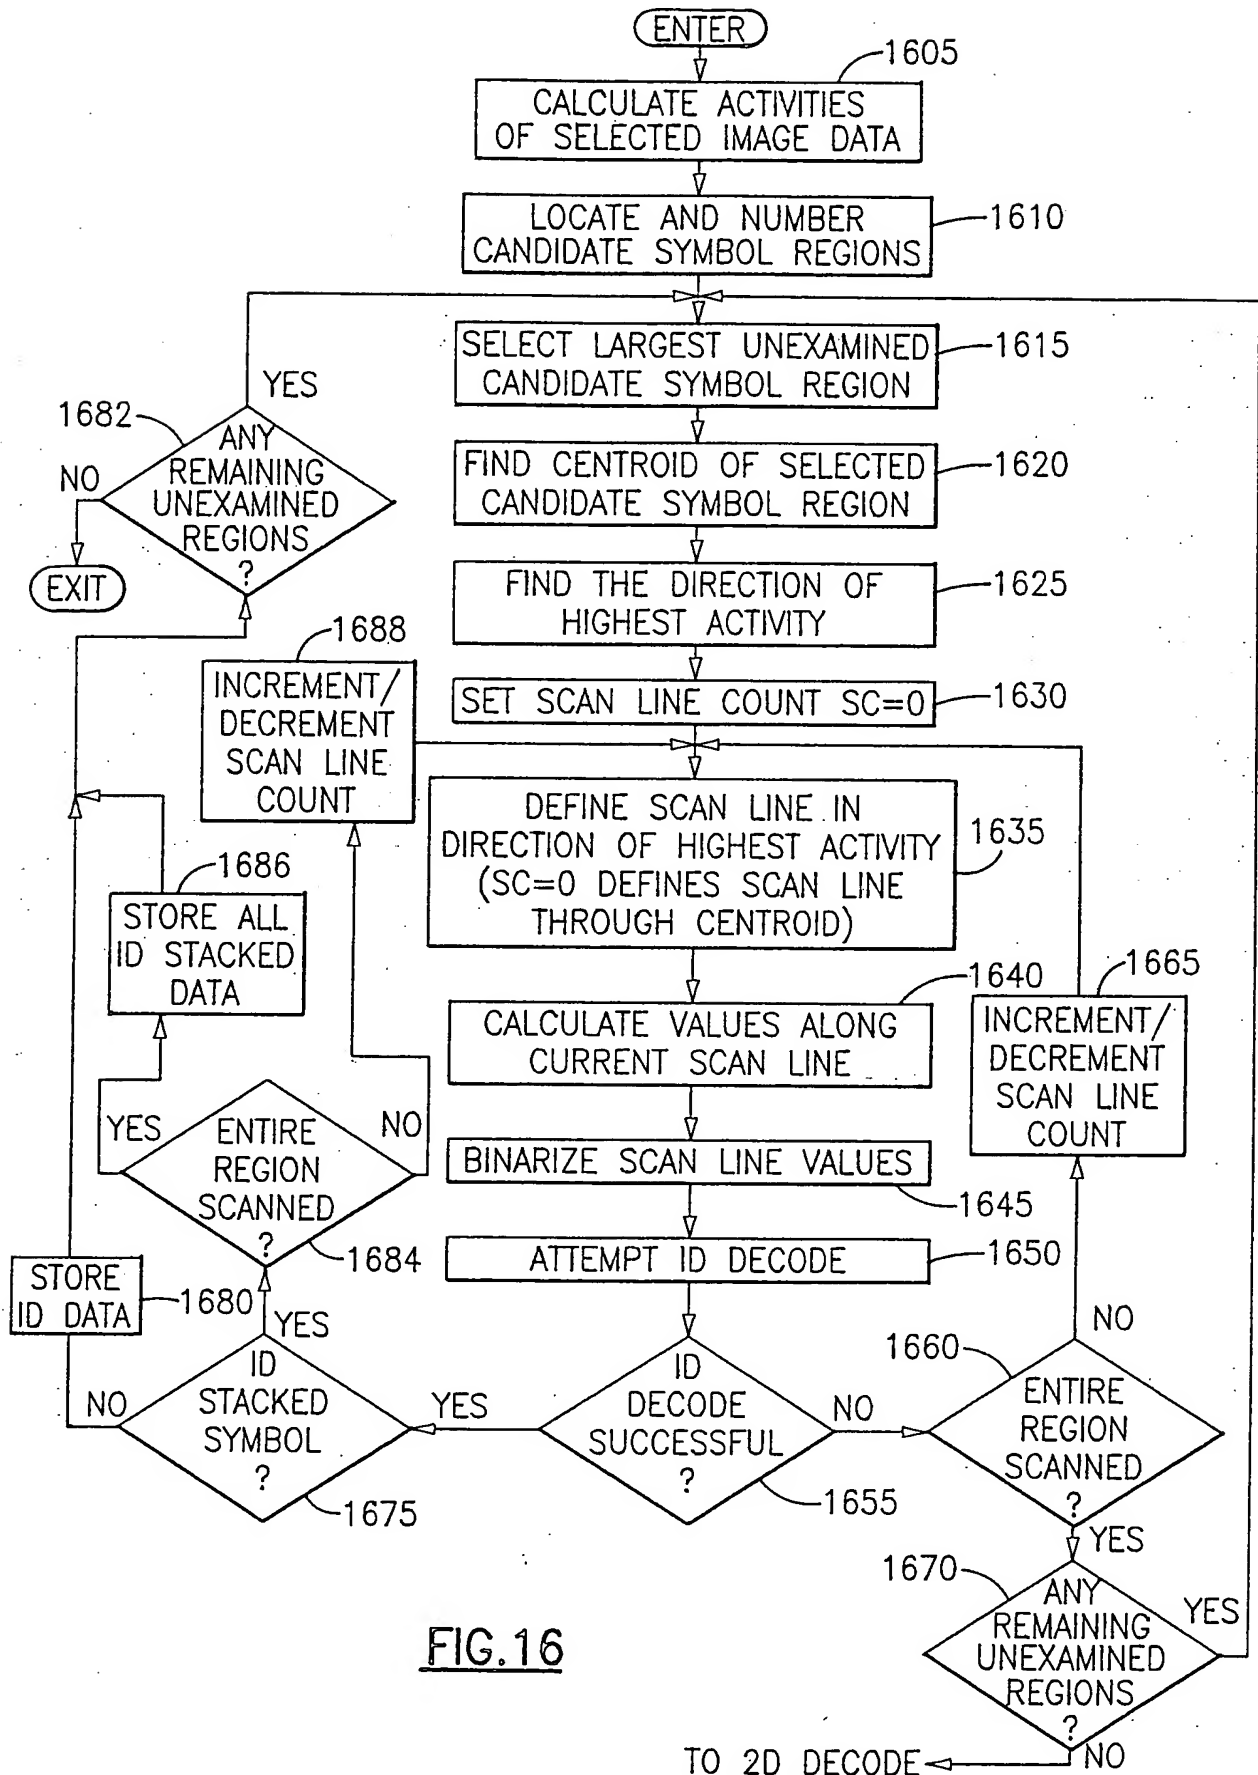 ENTER
1605
CALCULATE ACTIVITIES
OF SELECTED IMAGE DATA
LOCATE AND NUMBER
CANDIDATE SYMBOL REGIONS
1610
SELECT LARGEST UNEXAMINED
CANDIDATE SYMBOL REGION
1615
YES
1682
ANY
REMAINING
UNEXAMINED
REGIONS
?
NO
EXIT
FIND CENTROID OF SELECTED
CANDIDATE SYMBOL REGION
1620
FIND THE DIRECTION OF
HIGHEST ACTIVITY
1625
1688
INCREMENT/
DECREMENT
SCAN LINE
COUNT
SET SCAN LINE COUNT SC=0
1630
DEFINE SCAN LINE IN
DIRECTION OF HIGHEST ACTIVITY
(SC=0 DEFINES SCAN LINE
THROUGH CENTROID)
1635
1686
STORE ALL
ID STACKED
DATA
1640
CALCULATE VALUES ALONG
CURRENT SCAN LINE
1665
INCREMENT/
DECREMENT
SCAN LINE
COUNT
YES
ENTIRE
REGION
SCANNED
?
NO
1684
BINARIZE SCAN LINE VALUES
1645
ATTEMPT ID DECODE
1650
STORE
ID DATA
1680
YES
NO
ID
STACKED
SYMBOL
?
1675
YES
ID
DECODE
SUCCESSFUL
?
1655
NO
1660
ENTIRE
REGION
SCANNED
?
NO
YES
1670
ANY
REMAINING
UNEXAMINED
REGIONS
?
YES
NO
TO 2D DECODE
FIG.16